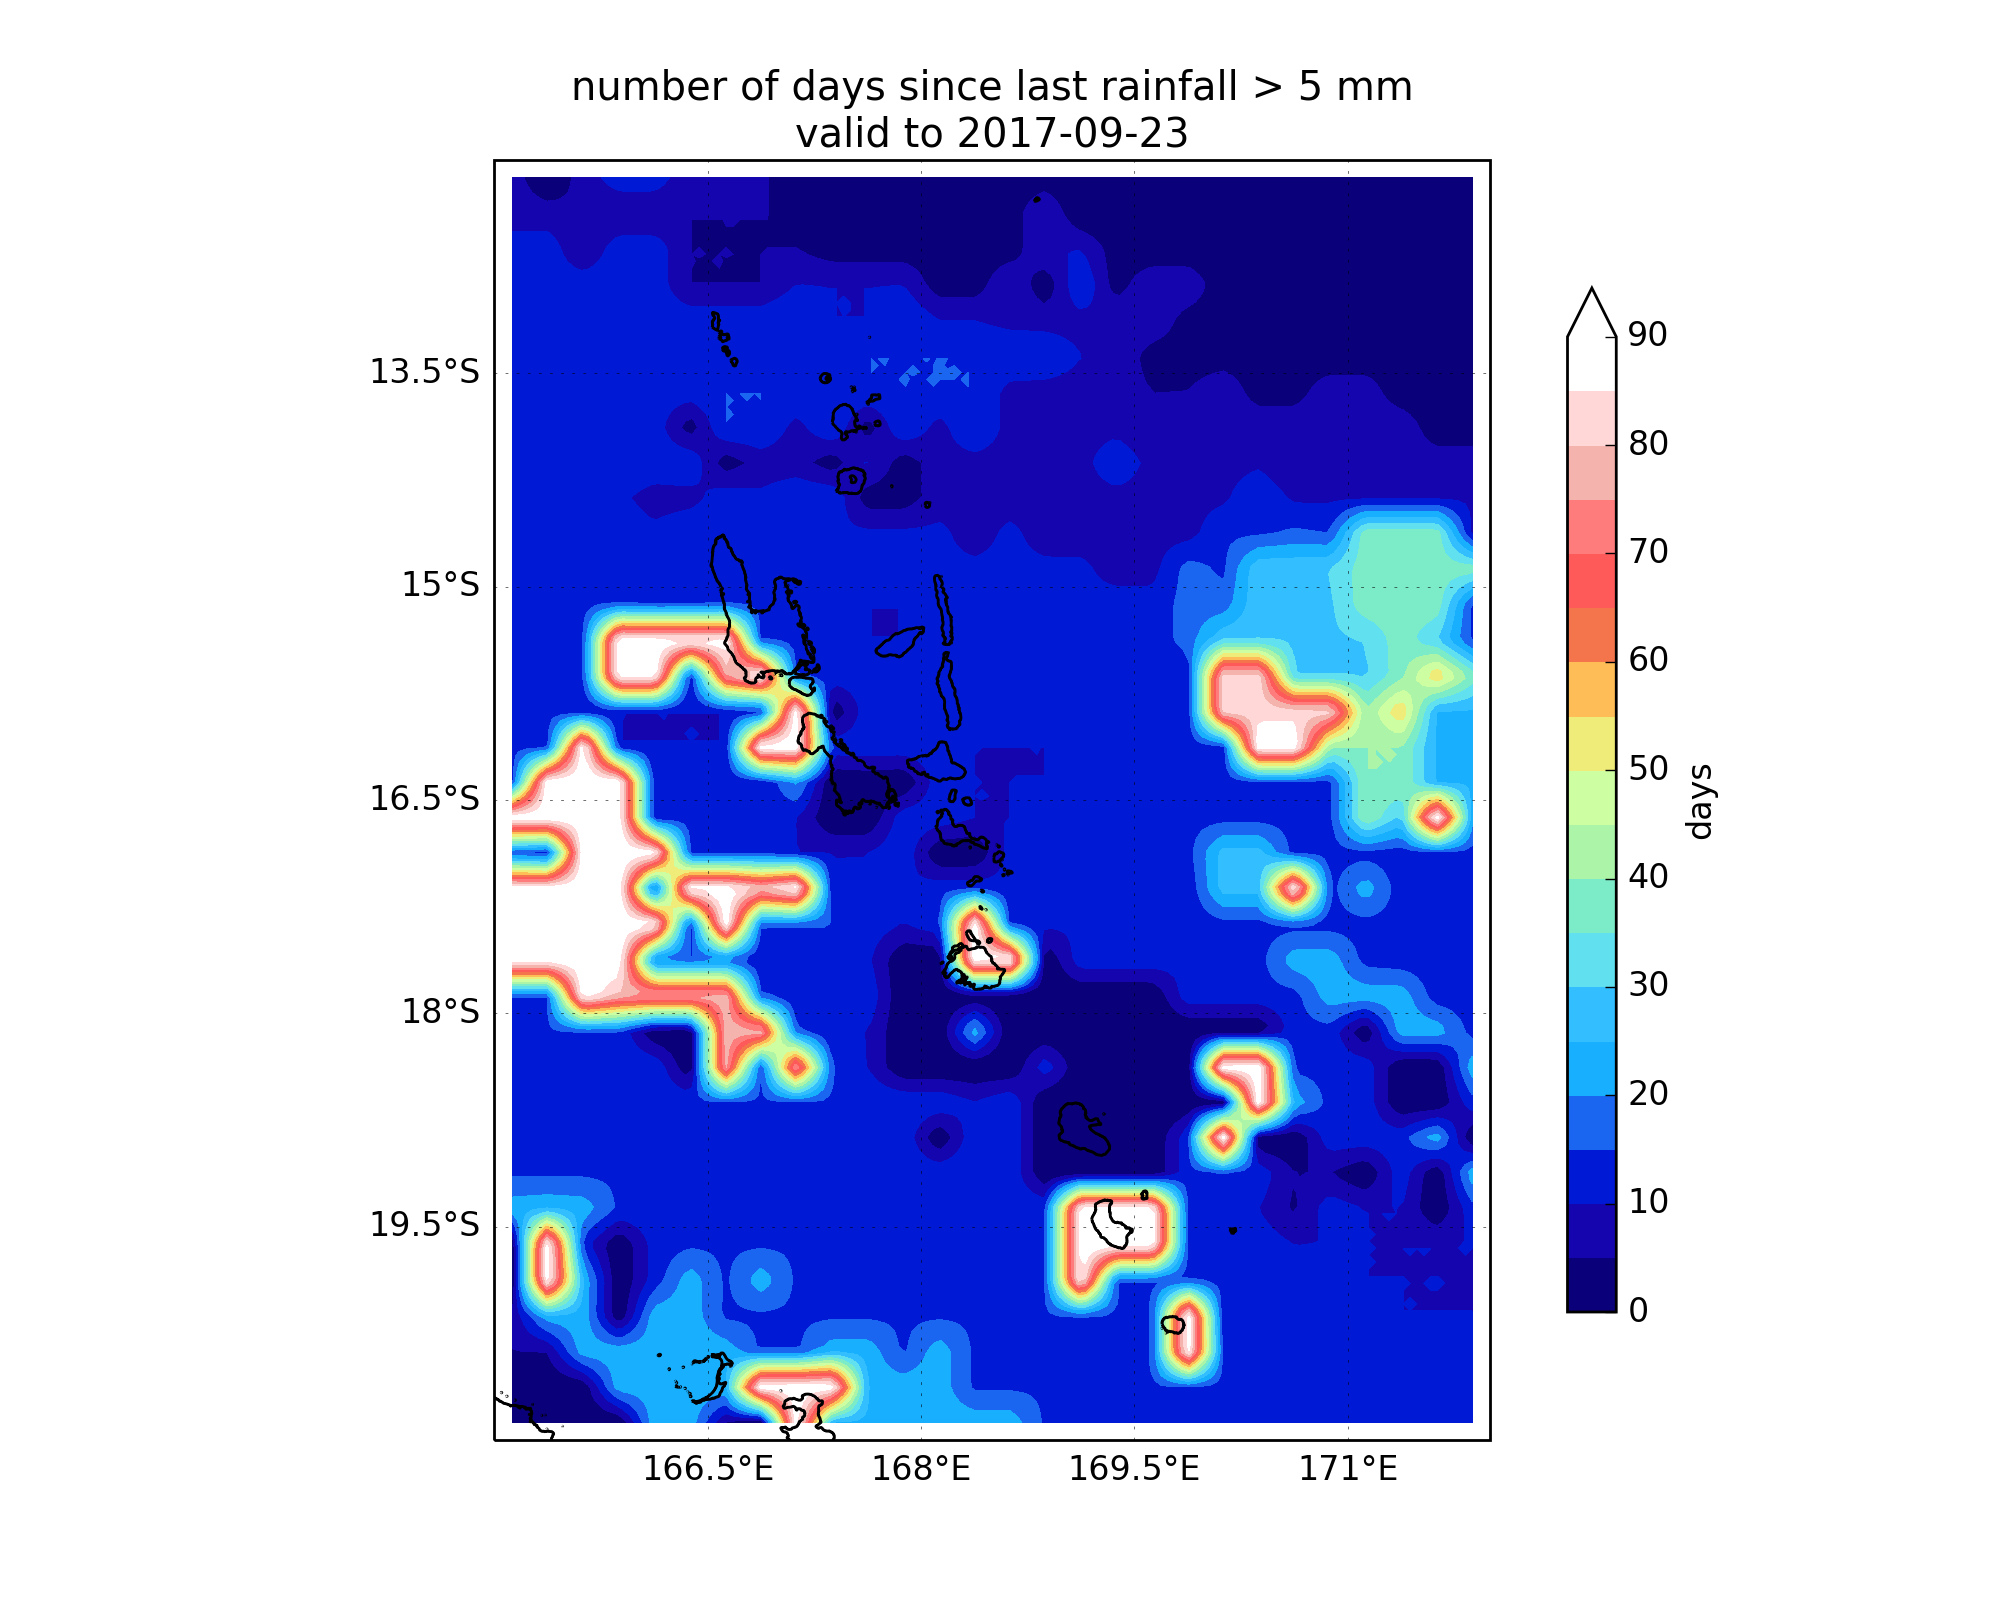 number of days since last rainfall > 5 mm
valid to 2017-09-23
13.5°S
15°S
16.5°S
18°S
19.5°S
166.5°E
168°E
169.5°E
171°E
90
80
70
60
50
40
30
20
10
0
days